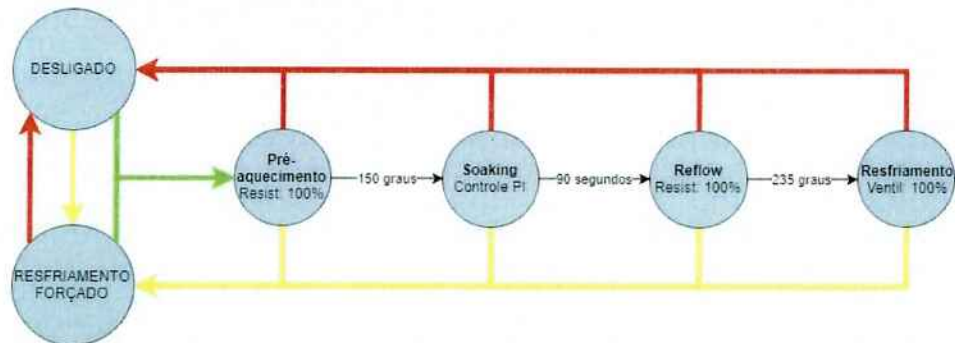 DESLIGADO
Pré-
aquecimento
Resist: 100%
150 graus
Soaking
Controle PI
90 segundos
Reflow
Resist: 100%
235 graus
Resfriamento
Ventil: 100%
RESFRIAMENTO
FORÇADO